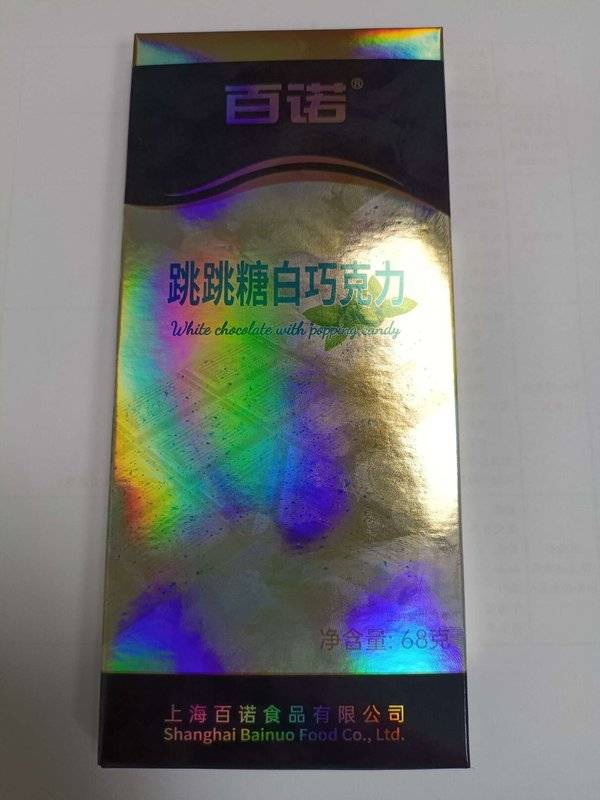 百诺®
跳跳糖白巧克力
White chocolate with popping candy
净含量: 68克
上海百诺食品有限公司
Shanghai Bainuo Food Co., Ltd.